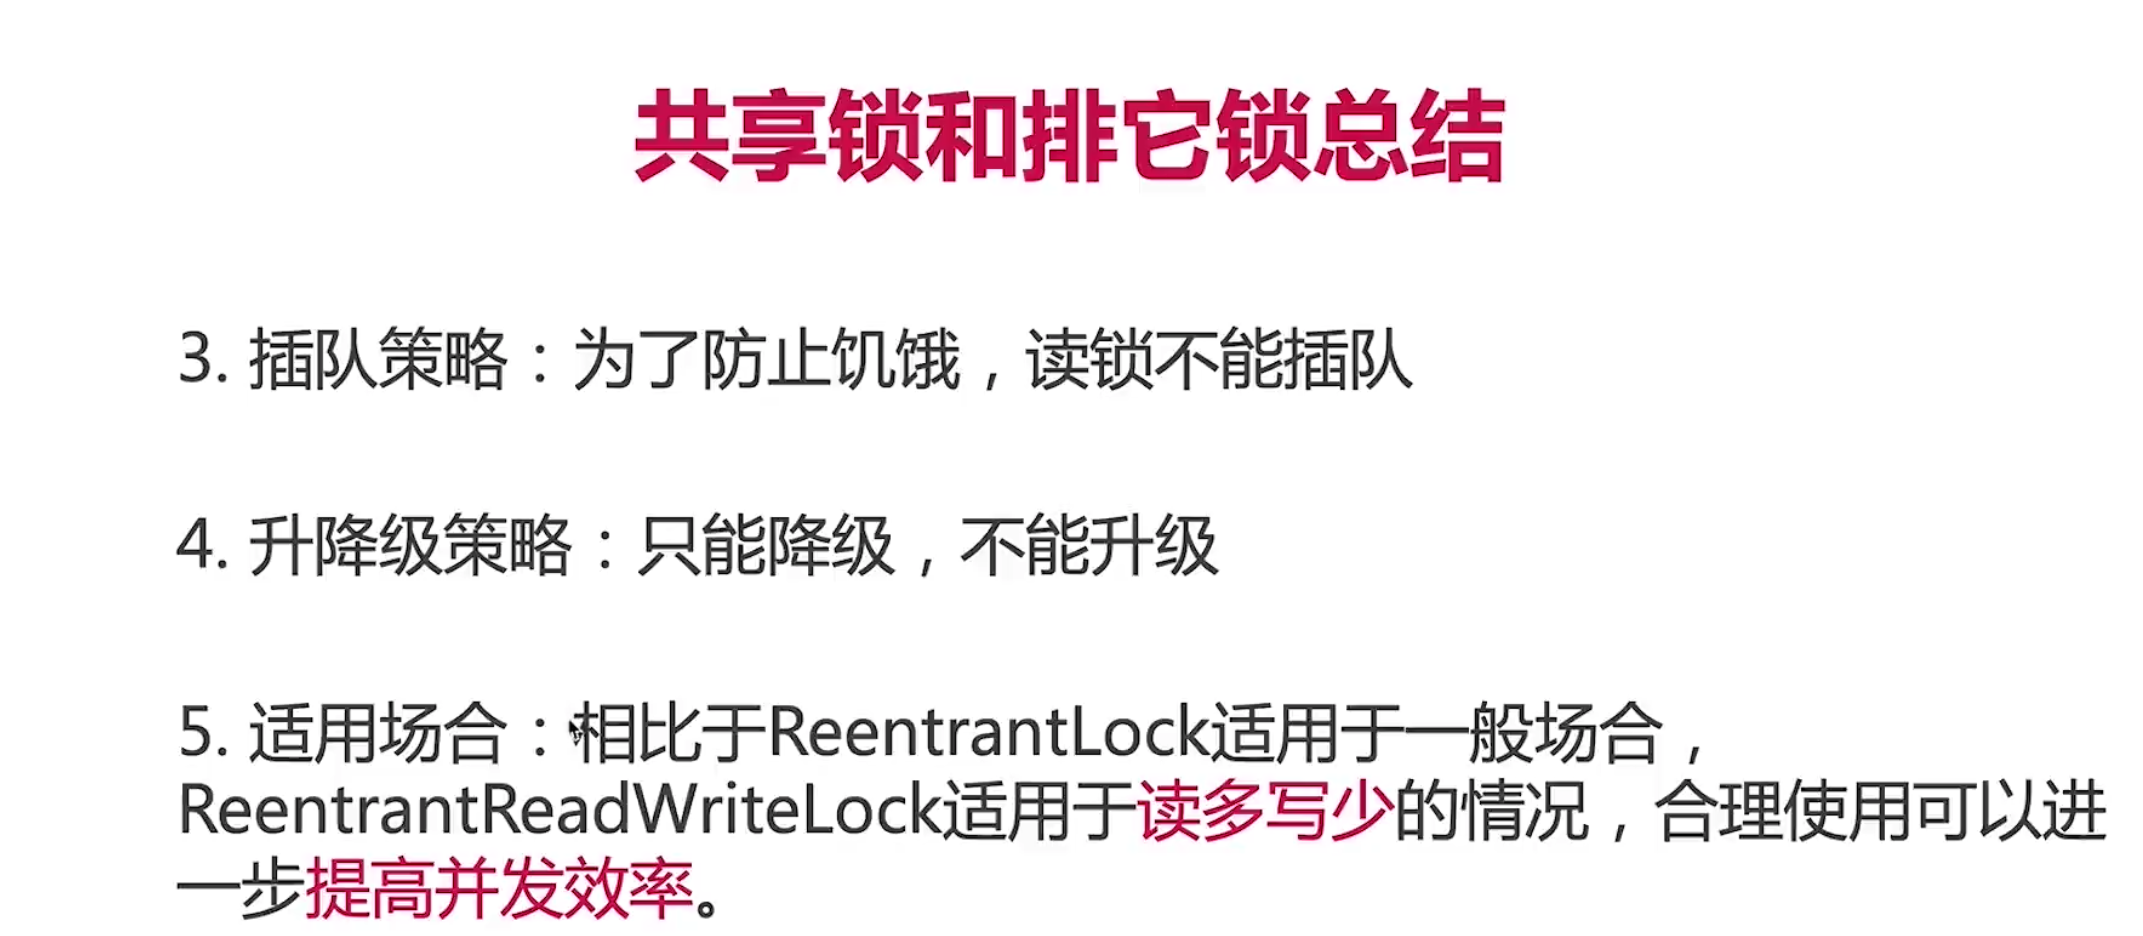 共享锁和排它锁总结
3. 插队策略：为了防止饥饿，读锁不能插队
4. 升降级策略：只能降级，不能升级
5. 适用场合：相比于ReentrantLock适用于一般场合，
ReentrantReadWriteLock适用于读多写少的情况，合理使用可以进
一步提高并发效率。